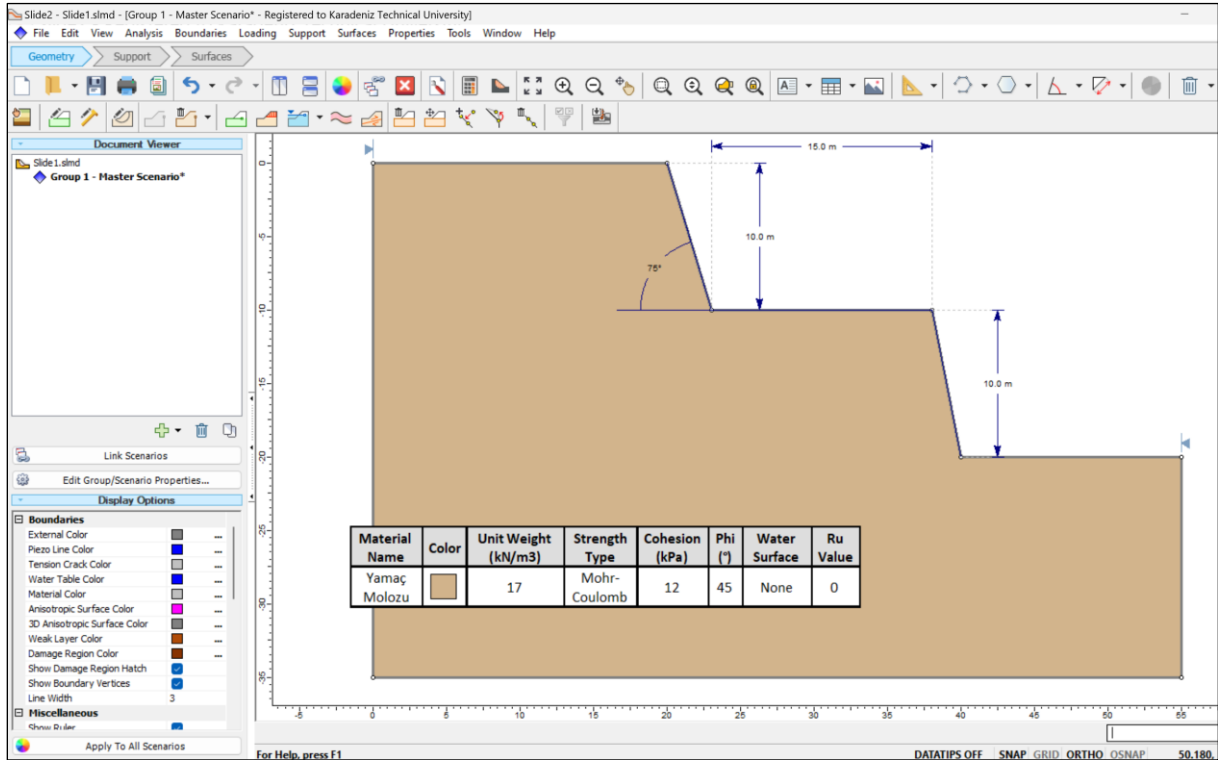 Slide2 - Slide1.slmd - [Group 1 - Master Scenario* - Registered to Karadeniz Technical University]
File Edit View Analysis Boundaries Loading Support Surfaces Properties Tools Window Help
Geometry Support Surfaces
Document Viewer
Slide1.slmd
Group 1 - Master Scenario*
Link Scenarios
Edit Group/Scenario Properties...
Display Options
Boundaries
External Color ...
Piezo Line Color ...
Tension Crack Color ...
Water Table Color ...
Material Color ...
Anisotropic Surface Color ...
3D Anisotropic Surface Color ...
Weak Layer Color ...
Damage Region Color ...
Show Damage Region Hatch
Show Boundary Vertices
Line Width 3
Miscellaneous
Show Ruler
Apply To All Scenarios
15.0 m
10.0 m
75°
10.0 m
0
-5
-10
-15
-20
-25
-30
-35
Material Name Color Unit Weight (kN/m3) Strength Type Cohesion (kPa) Phi (°) Water Surface Ru Value
Yamaç Molozu 17 Mohr-Coulomb 12 45 None 0
-5 0 5 10 15 20 25 30 35 40 45 50 55
For Help, press F1
DATATIPS OFF SNAP GRID ORTHO OSNAP 50.180,